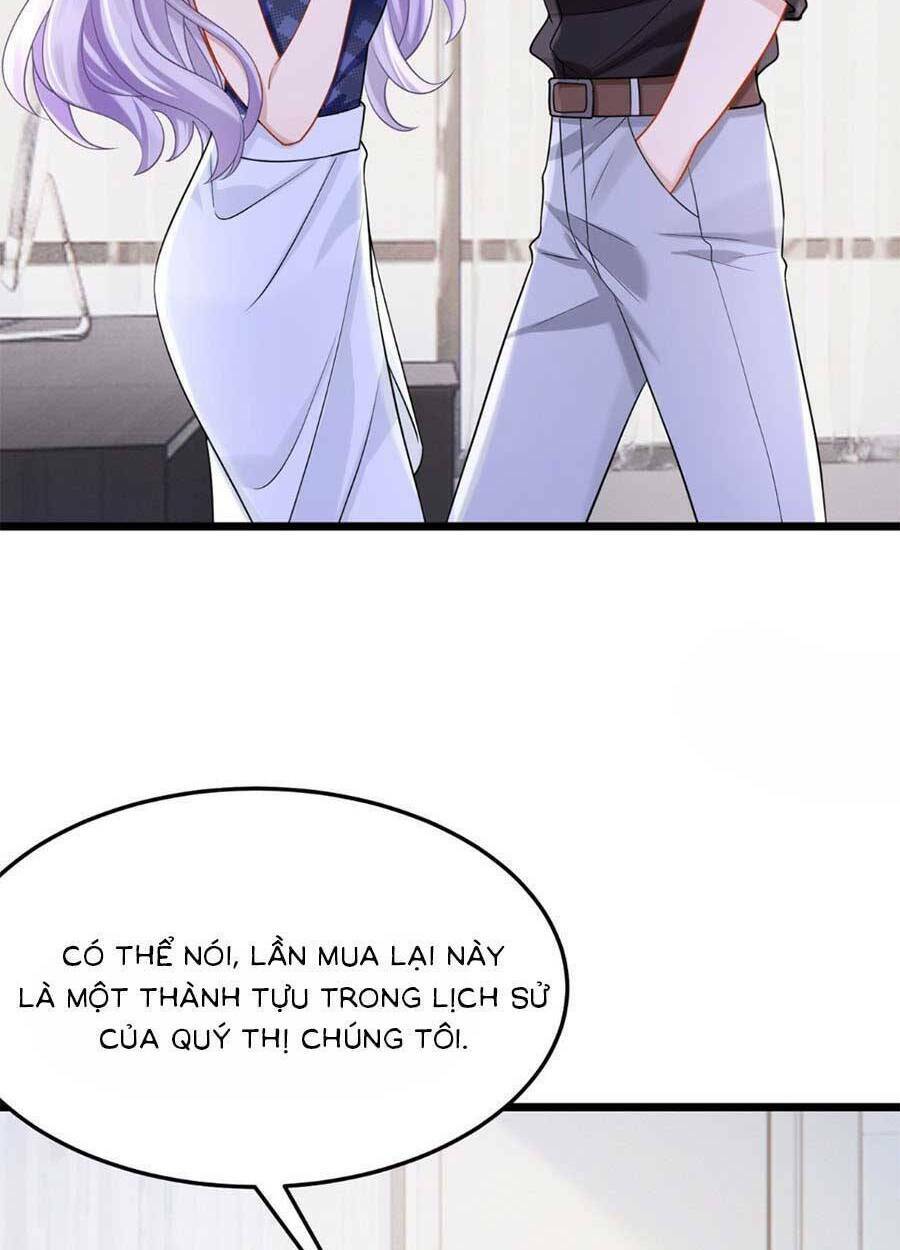 CÓ THỂ NÓI, LẦN MUA LẠI NÀY
LÀ MỘT THÀNH TỰU TRONG LỊCH SỬ
CỦA QUÝ THỊ CHÚNG TÔI.